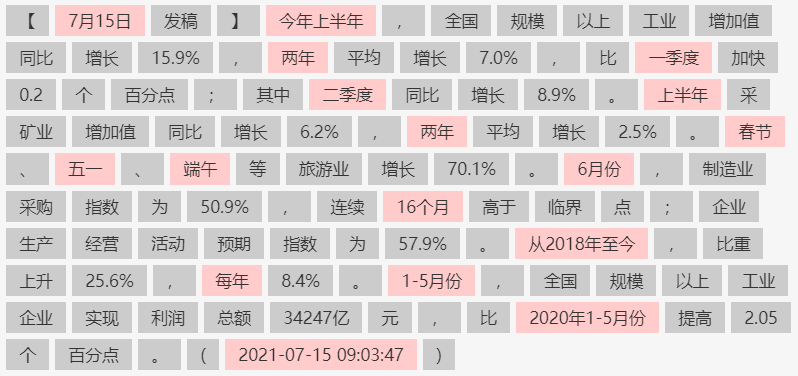 【 7月15日 发稿 】 今年上半年 , 全国 规模 以上 工业 增加值
同比 增长 15.9% , 两年 平均 增长 7.0% , 比 一季度 加快
0.2 个 百分点 ; 其中 二季度 同比 增长 8.9% 。 上半年 采
矿业 增加值 同比 增长 6.2% , 两年 平均 增长 2.5% 。 春节
、 五一 、 端午 等 旅游业 增长 70.1% 。 6月份 , 制造业
采购 指数 为 50.9% , 连续 16个月 高于 临界 点 ; 企业
生产 经营 活动 预期 指数 为 57.9% 。 从2018年至今 , 比重
上升 25.6% , 每年 8.4% 。 1-5月份 , 全国 规模 以上 工业
企业 实现 利润 总额 34247亿 元 , 比 2020年1-5月份 提高 2.05
个 百分点 。 ( 2021-07-15 09:03:47 )